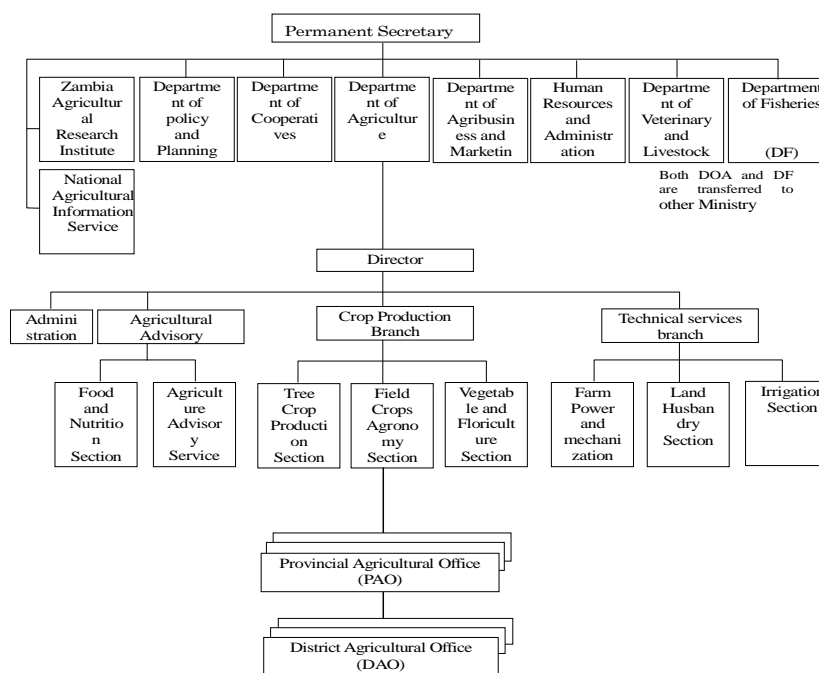 Permanent Secretary
Zambia
Agricultur
al
Research
Institute
Departme
nt of
policy
and
Planning
Departme
nt of
Cooperati
ves
Departme
nt of
Agricultur
e
Departme
nt of
Agribusin
ess and
Marketin
Human
Resources
and
Administr
ation
Departme
nt of
Veterinary
and
Livestock
Department
of Fisheries
(DF)
National
Agricultural
Information
Service
Both DOA and DF
are transferred to
other Ministry
Director
Admini
stration
Agricultural
Advisory
Crop Production
Branch
Technical services
branch
Food
and
Nutritio
n
Section
Agricult
ure
Advisor
y
Service
Tree
Crop
Producti
on
Section
Field
Crops
Agrono
my
Section
Vegetab
le and
Floricult
ure
Section
Farm
Power
and
mechani
zation
Land
Husban
dry
Section
Irrigation
Section
Provincial Agricultural Office
(PAO)
District Agricultural Office
(DAO)